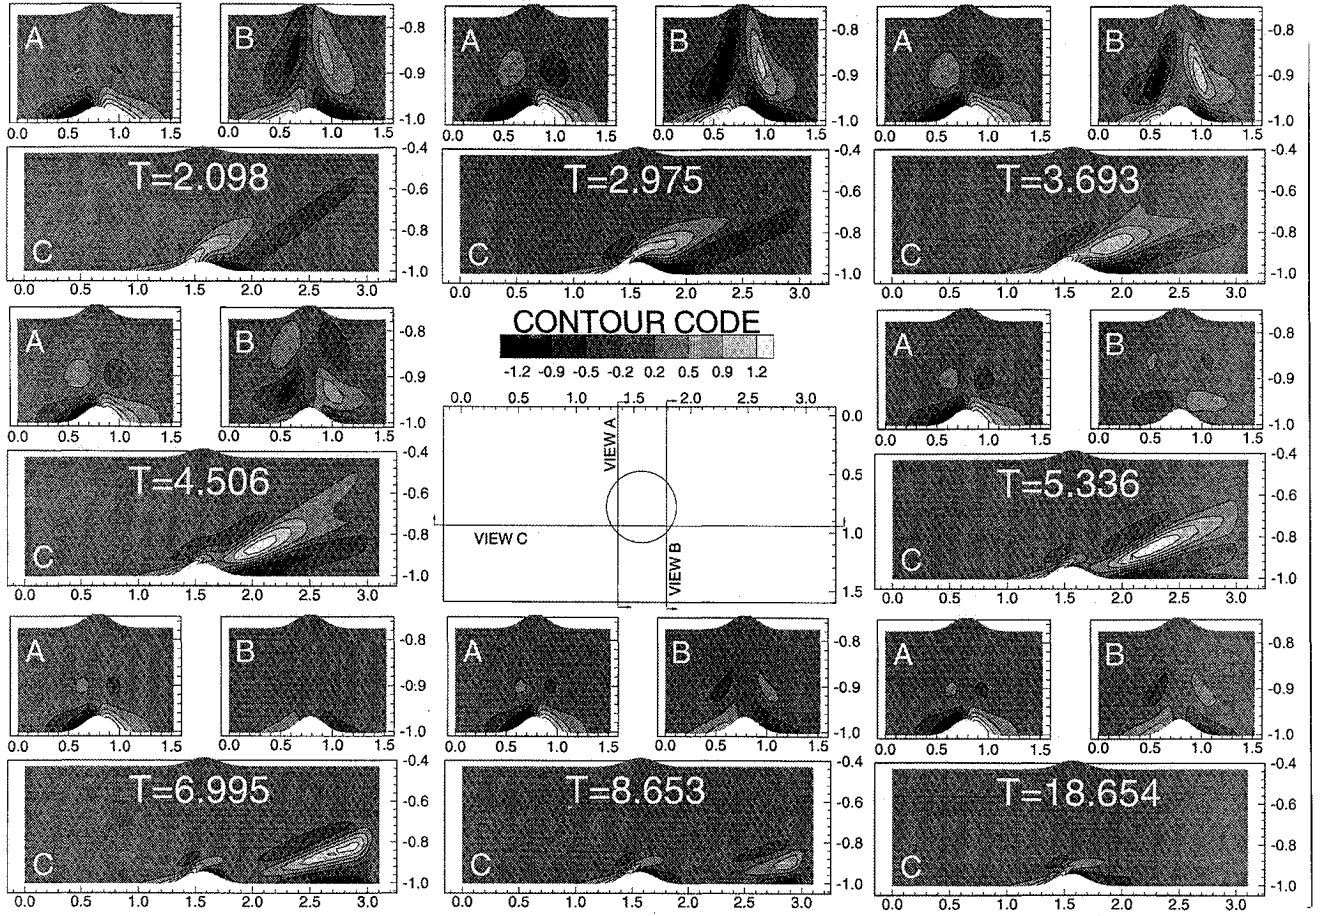 A B -0.8 A B -0.8 A B -0.8
-0.9 -0.9 -0.9
-1.0 -1.0 -1.0
0.0 0.5 1.0 1.5 0.1 0.5 1.0 1.5 0.0 0.5 1.0 1.5 0.0 0.5 1.0 1.5 0.0 0.5 1.0 1.5 0.1 0.5 1.0 1.5
-0.4 -0.4 -0.4
T=2.098 T=2.975 T=3.693
-0.6 -0.6 -0.6
-0.8 -0.8 -0.8
C C C
-1.0 -1.0 -1.0
0.0 0.5 1.0 1.5 2.0 2.5 3.0 0.0 0.5 1.0 1.5 2.0 2.5 3.0 0.0 0.5 1.0 1.5 2.0 2.5 3.0
A B -0.8 CONTOUR CODE A B -0.8
-0.9 -1.2 -0.9 -0.5 -0.2 0.2 0.5 0.9 1.2 -0.9
-1.0 -1.0
0.0 0.5 1.0 1.5 0.0 0.5 1.0 1.5 0.0 0.5 1.0 1.5 0.0 0.5 1.0 1.5
0.0 0.5 1.0 1.5 2.0 2.5 3.0
0.0
0.5
1.0
1.5
VIEW A
VIEW C
VIEW B
-0.4 -0.4
T=4.506 T=5.336
-0.6 -0.6
-0.8 -0.8
C C
-1.0 -1.0
0.0 0.5 1.0 1.5 2.0 2.5 3.0 0.0 0.5 1.0 1.5 2.0 2.5 3.0
A B -0.8 A B -0.8 A B -0.8
-0.9 -0.9 -0.9
-1.0 -1.0 -1.0
0.0 0.5 1.0 1.5 0.0 0.5 1.0 1.5 0.0 0.5 1.0 1.5 0.0 0.5 1.0 1.5 0.0 0.5 1.0 1.5 0.0 0.5 1.0 1.5
-0.4 -0.4 -0.4
T=6.995 T=8.653 T=18.654
-0.6 -0.6 -0.6
-0.8 -0.8 -0.8
C C C
-1.0 -1.0 -1.0
0.0 0.5 1.0 1.5 2.0 2.5 3.0 0.0 0.5 1.0 1.5 2.0 2.5 3.0 0.0 0.5 1.0 1.5 2.0 2.5 3.0